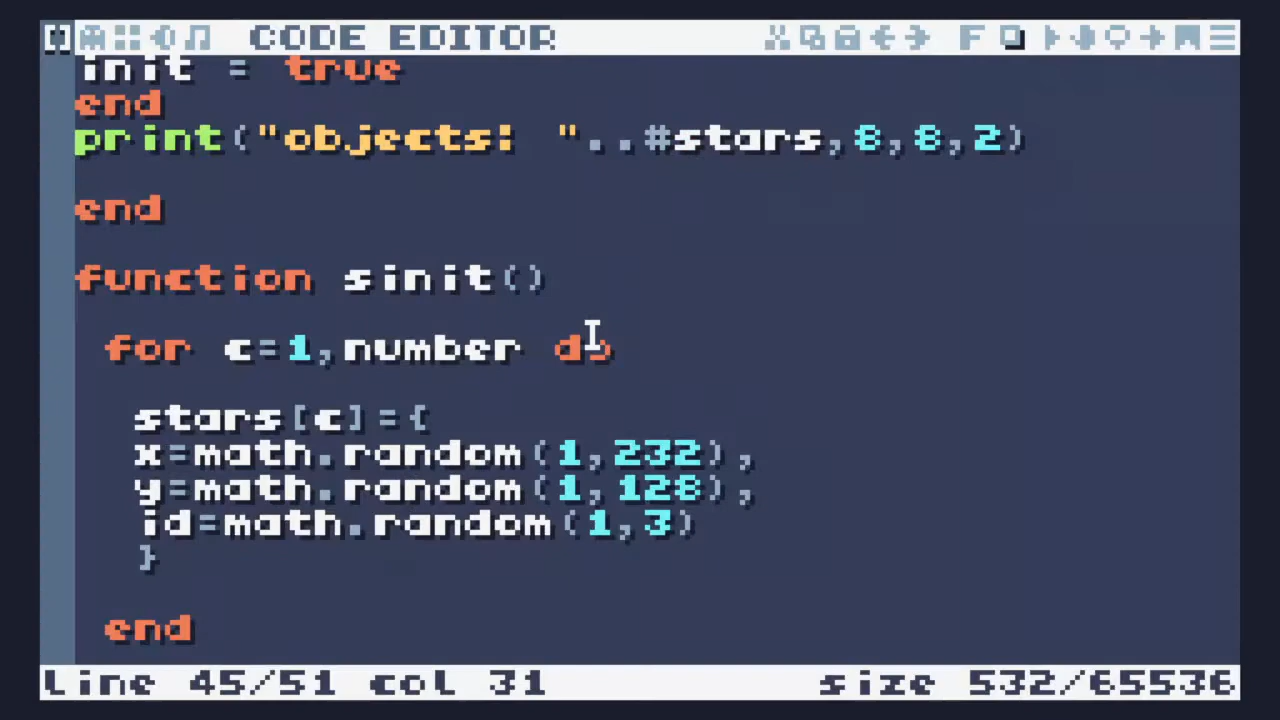 CODE EDITOR
init = true
end
print("objects: "..#stars,8,8,2)
end
function sinit()
for c=1,number do
stars[c]={
x=math.random(1,232),
y=math.random(1,128),
id=math.random(1,3)
}
end
line 45/51 col 31 size 532/65536